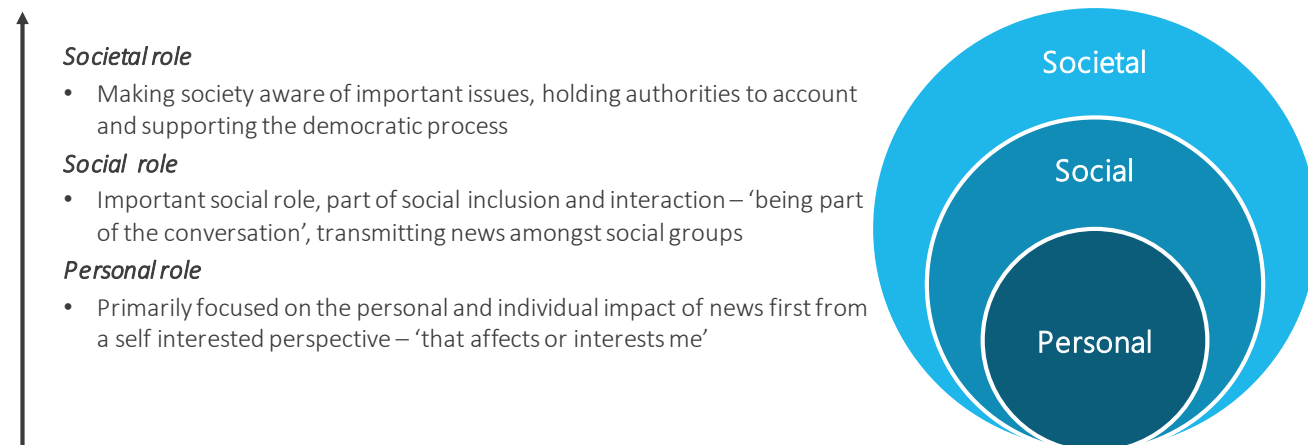 Societal role
• Making society aware of important issues, holding authorities to account
and supporting the democratic process
Social role
• Important social role, part of social inclusion and interaction – ‘being part
of the conversation’, transmitting news amongst social groups
Personal role
• Primarily focused on the personal and individual impact of news first from
a self interested perspective – ‘that affects or interests me’
Societal
Social
Personal